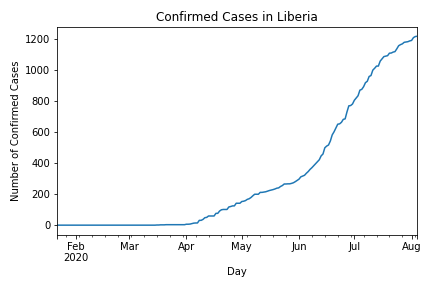 Confirmed Cases in Liberia
1200
1000
800
600
400
200
0
Number of Confirmed Cases
Feb Mar Apr May Jun Jul Aug
2020
Day